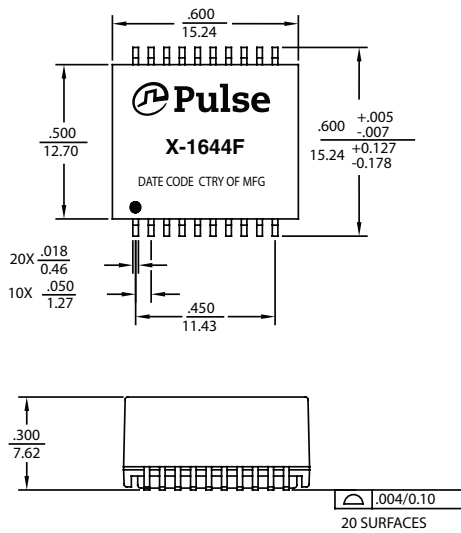 .600
15.24
Pulse
X-1644F
DATE CODE CTRY OF MFG
.500
12.70
.600 +.005
-.007
15.24 +0.127
-0.178
20X .018
0.46
10X .050
1.27
.450
11.43
.300
7.62
.004/0.10
20 SURFACES